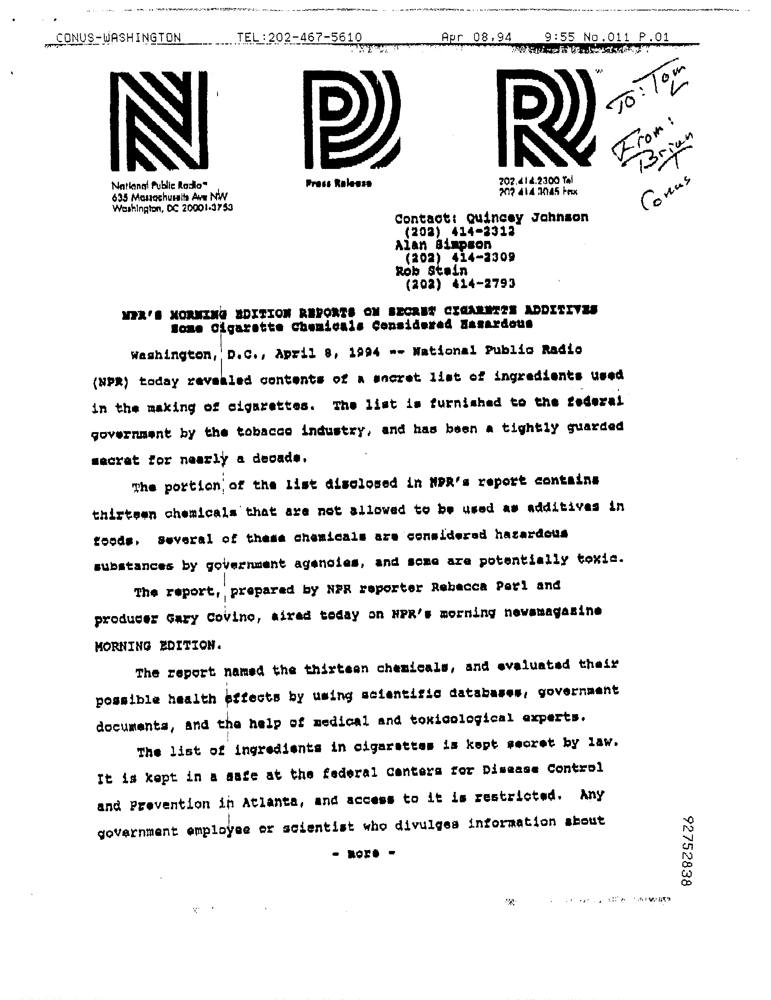 CONUS-WASHINGTON TEL:202-467-5610 Apr 08,94 9:55 No.011 P.01
NPR
To: Tom
From: Brian
Conus
National Public Radio
635 Massachusetts Ave NW
Washington, DC 20001-3753
Press Release
202.414.2300 Tel
202 414 3045 Fax
Contact: Quincey Johnson
(202) 414-2312
Alan Simpson
(202) 414-2309
Rob Stein
(202) 414-2793
NPR'S MORNING EDITION REPORTS ON SECRET CIGARETTE ADDITIVES
Some Cigarette Chemicals Considered Hazardous
Washington, D.C., April 8, 1994 -- National Public Radio
(NPR) today revealed contents of a secret list of ingredients used
in the making of cigarettes. The list is furnished to the federal
government by the tobacco industry, and has been a tightly guarded
secret for nearly a decade.
The portion of the list disclosed in NPR's report contains
thirteen chemicals that are not allowed to be used as additives in
foods. Several of these chemicals are considered hazardous
substances by government agencies, and some are potentially toxic.
The report, prepared by NPR reporter Rebecca Perl and
producer Gary Covino, aired today on NPR's morning newsmagazine
MORNING EDITION.
The report named the thirteen chemicals, and evaluated their
possible health effects by using scientific databases, government
documents, and the help of medical and toxicological experts.
The list of ingredients in cigarettes is kept secret by law.
It is kept in a safe at the federal Centers for Disease Control
and Prevention in Atlanta, and access to it is restricted. Any
government employee or scientist who divulges information about
- more -
92752838